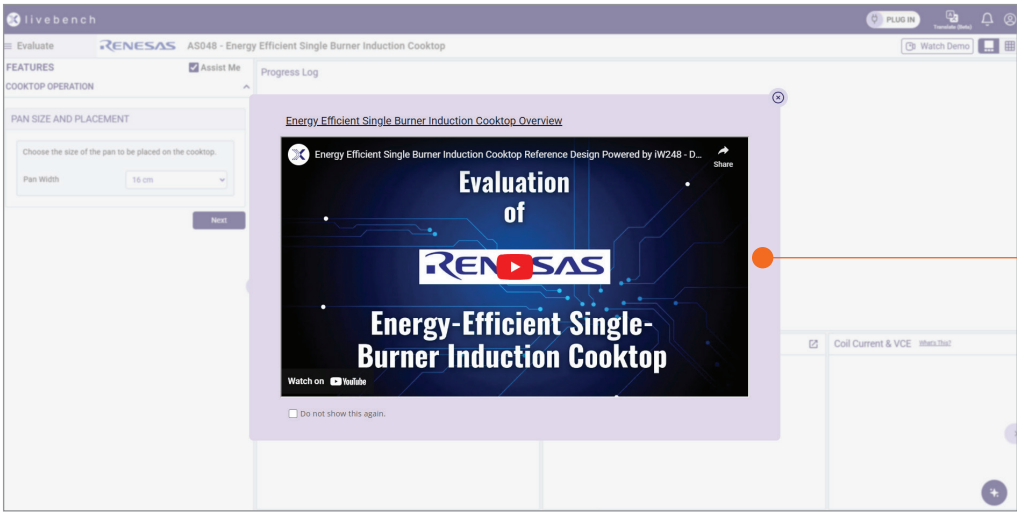 livebench
PLUG IN
Translate (Beta)
Evaluate
RENESAS
AS048 - Energy Efficient Single Burner Induction Cooktop
Watch Demo
FEATURES
Assist Me
COOKTOP OPERATION
Progress Log
PAN SIZE AND PLACEMENT
Choose the size of the pan to be placed on the cooktop.
Pan Width
16 cm
Next
Energy Efficient Single Burner Induction Cooktop Overview
Energy Efficient Single Burner Induction Cooktop Reference Design Powered by iW248 - D...
Share
Evaluation
of
RENESAS
Energy-Efficient Single-
Burner Induction Cooktop
Watch on YouTube
Do not show this again.
Coil Current & VCE
What's This?